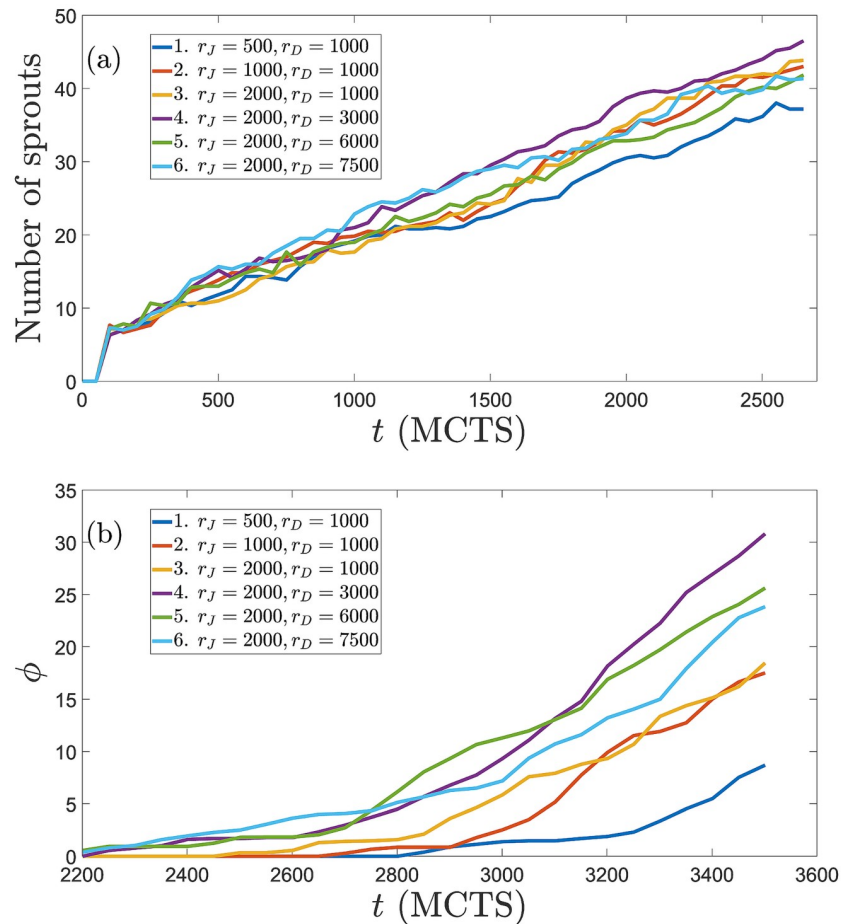 50
40
30
20
10
0
Number of sprouts
(a)
1. r_J = 500, r_D = 1000
2. r_J = 1000, r_D = 1000
3. r_J = 2000, r_D = 1000
4. r_J = 2000, r_D = 3000
5. r_J = 2000, r_D = 6000
6. r_J = 2000, r_D = 7500
0 500 1000 1500 2000 2500
t (MCTS)
35
30
25
20
15
10
5
0
ϕ
(b)
1. r_J = 500, r_D = 1000
2. r_J = 1000, r_D = 1000
3. r_J = 2000, r_D = 1000
4. r_J = 2000, r_D = 3000
5. r_J = 2000, r_D = 6000
6. r_J = 2000, r_D = 7500
2200 2400 2600 2800 3000 3200 3400 3600
t (MCTS)